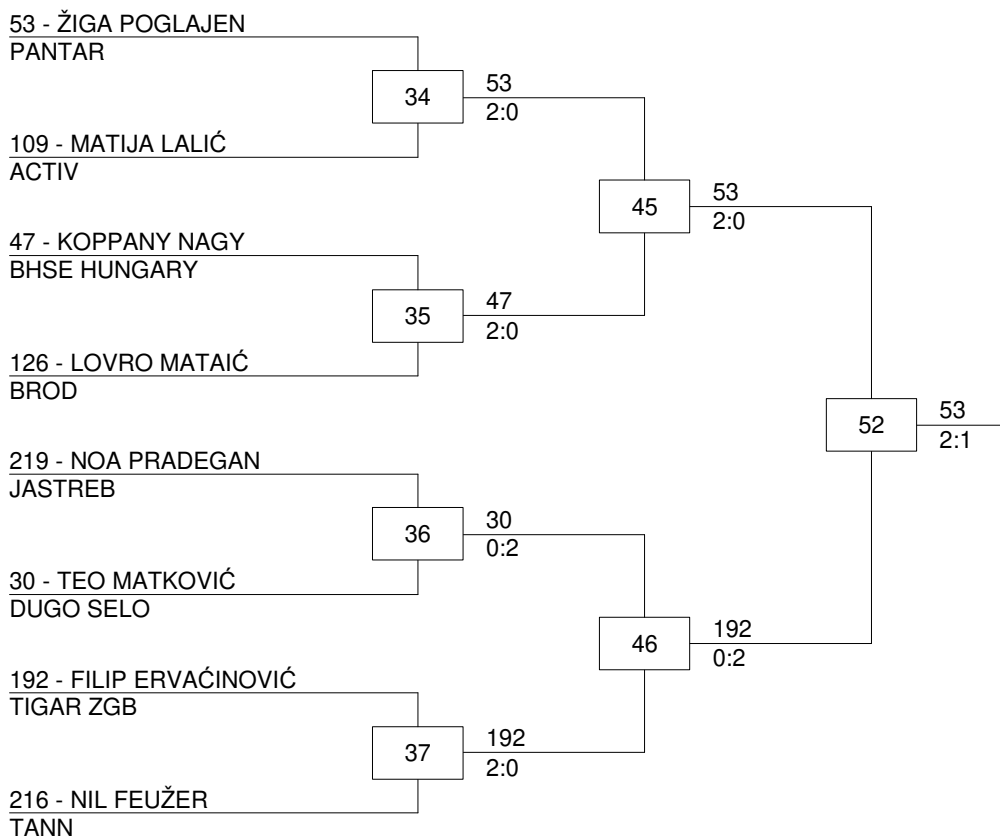 53 - ŽIGA POGLAJEN
PANTAR
34
53
2:0
109 - MATIJA LALIĆ
ACTIV
45
53
2:0
47 - KOPPANY NAGY
BHSE HUNGARY
35
47
2:0
126 - LOVRO MATAIĆ
BROD
52
53
2:1
219 - NOA PRADEGAN
JASTREB
36
30
0:2
30 - TEO MATKOVIĆ
DUGO SELO
46
192
0:2
192 - FILIP ERVAĆINOVIĆ
TIGAR ZGB
37
192
2:0
216 - NIL FEUŽER
TANN